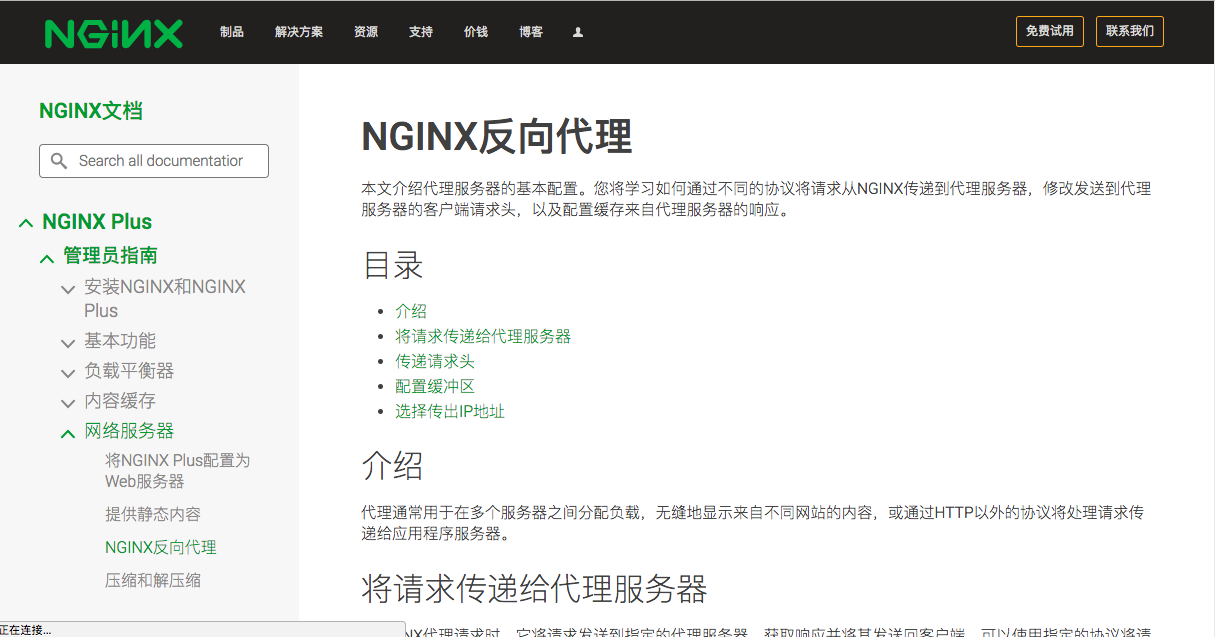 NGINX
制品 解决方案 资源 支持 价钱 博客
免费试用 联系我们
NGINX文档
Search all documentatior
NGINX Plus
管理员指南
安装NGINX和NGINX
Plus
基本功能
负载平衡器
内容缓存
网络服务器
将NGINX Plus配置为
Web服务器
提供静态内容
NGINX反向代理
压缩和解压缩
正在连接...
NGINX反向代理
本文介绍代理服务器的基本配置。您将学习如何通过不同的协议将请求从NGINX传递到代理服务器，修改发送到代理
服务器的客户端请求头，以及配置缓存来自代理服务器的响应。
目录
介绍
将请求传递给代理服务器
传递请求头
配置缓冲区
选择传出IP地址
介绍
代理通常用于在多个服务器之间分配负载，无缝地显示来自不同网站的内容，或通过HTTP以外的协议将处理请求传
递给应用程序服务器。
将请求传递给代理服务器
NX代理请求时，它将请求发送到指定的代理服务器，获取响应并将其发送回客户端。可以使用指定的协议将请